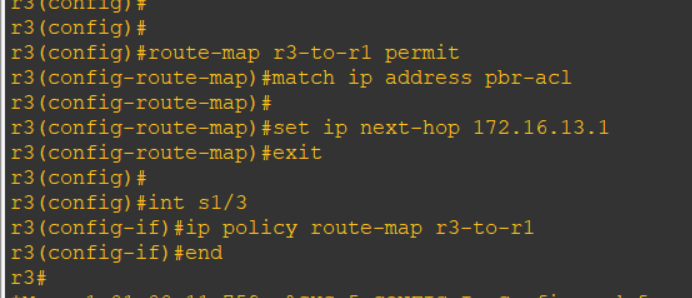 r3(config)#
r3(config)#
r3(config)#route-map r3-to-r1 permit
r3(config-route-map)#match ip address pbr-acl
r3(config-route-map)#
r3(config-route-map)#set ip next-hop 172.16.13.1
r3(config-route-map)#exit
r3(config)#
r3(config)#int s1/3
r3(config-if)#ip policy route-map r3-to-r1
r3(config-if)#end
r3#